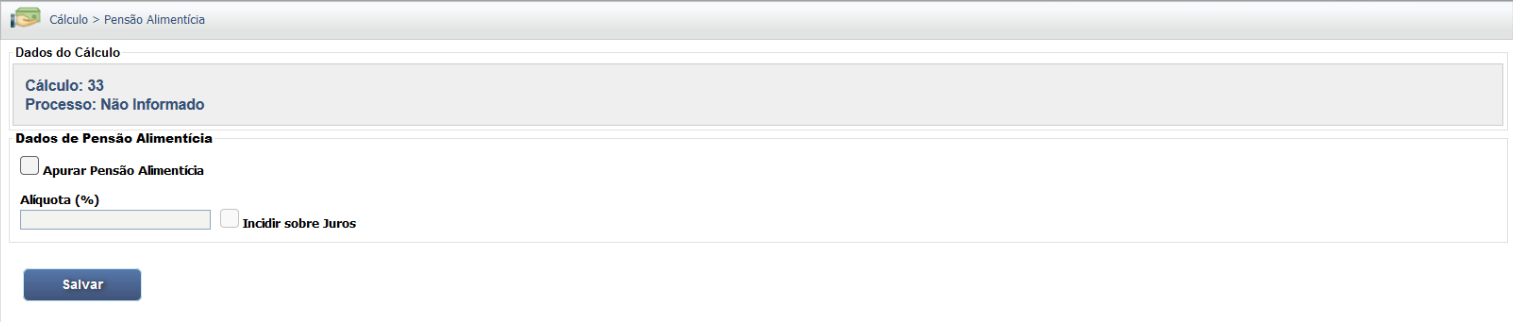 Cálculo > Pensão Alimentícia
Dados do Cálculo
Cálculo: 33
Processo: Não Informado
Dados de Pensão Alimentícia
Apurar Pensão Alimentícia
Alíquota (%)
Incidir sobre Juros
Salvar